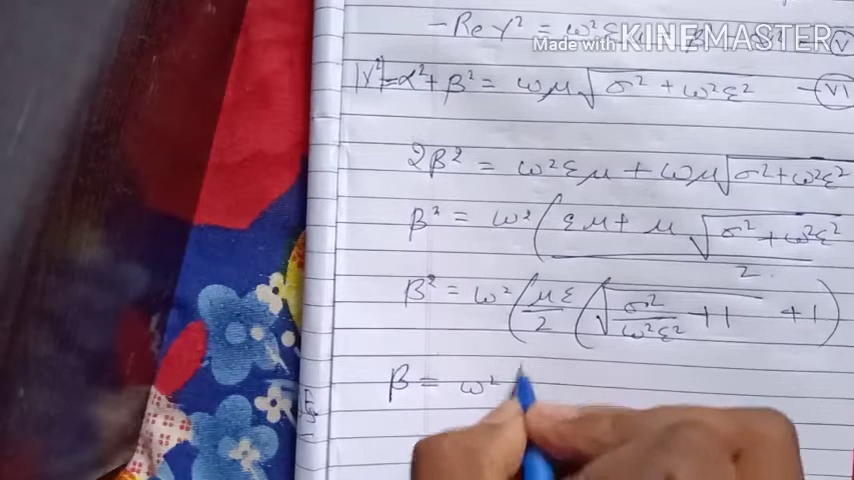 -Re γ² = ω²εμ
Made with KINEMASTER
|γ²| = α² + β² = ωμ√(σ² + ω²ε²) — (VI)
2β² = ω²εμ + ωμ√(σ² + ω²ε²)
β² = ω² (εμ + μ√(σ² + ω²ε²) / 2
β² = ω² (με/2 (√(σ²/ω²ε² + 1) + 1)
β = ω²